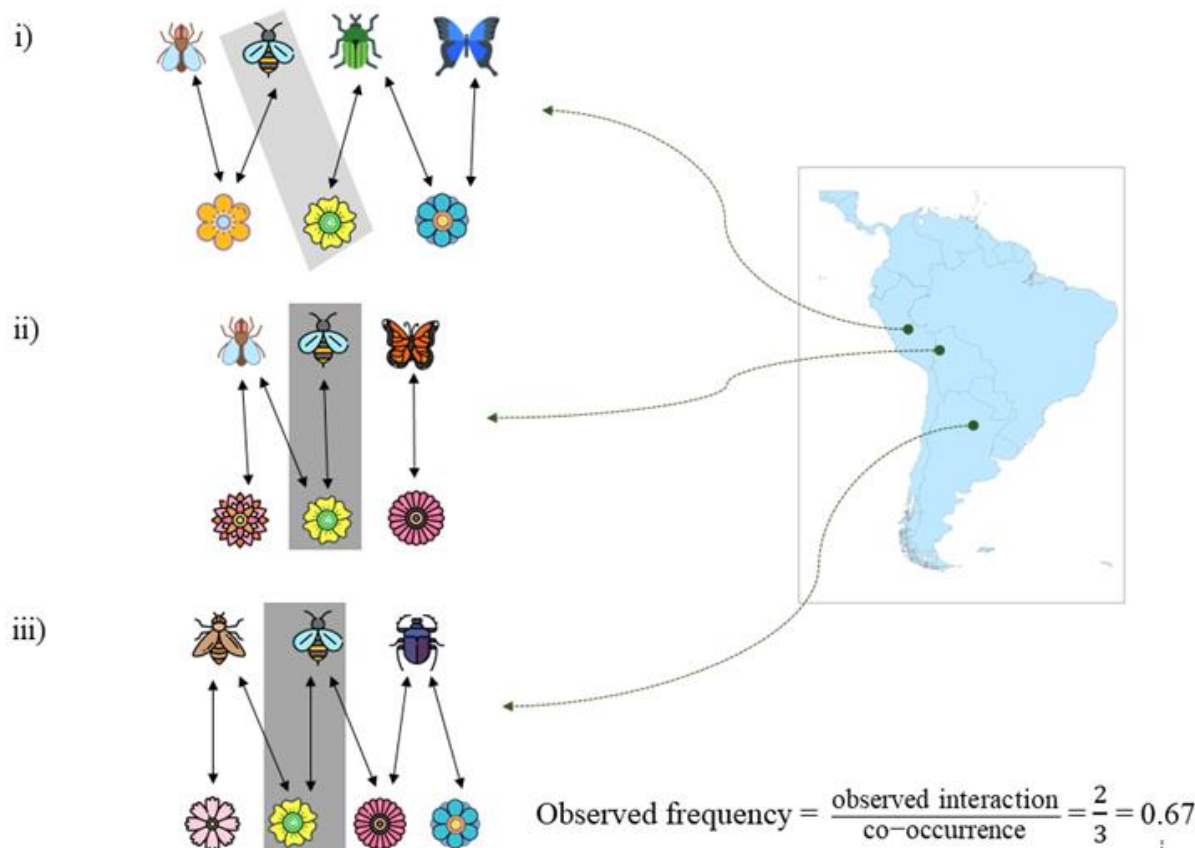 i)
ii)
iii)
Observed frequency = observed interaction / co−occurrence = 2/3 = 0.67